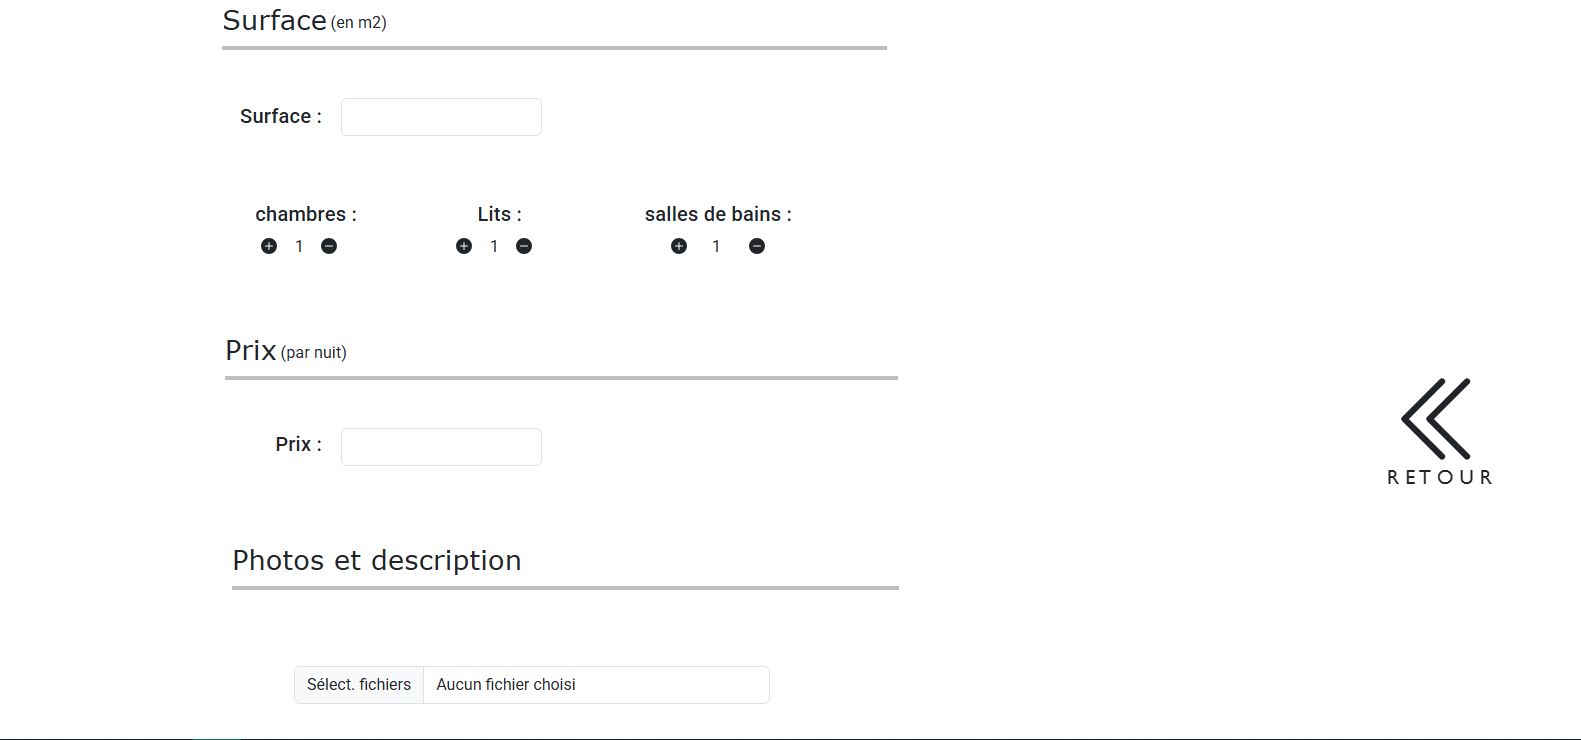 Surface (en m2)
Surface :
chambres : Lits : salles de bains :
1 1 1
Prix (par nuit)
Prix :
RETOUR
Photos et description
Sélect. fichiers Aucun fichier choisi